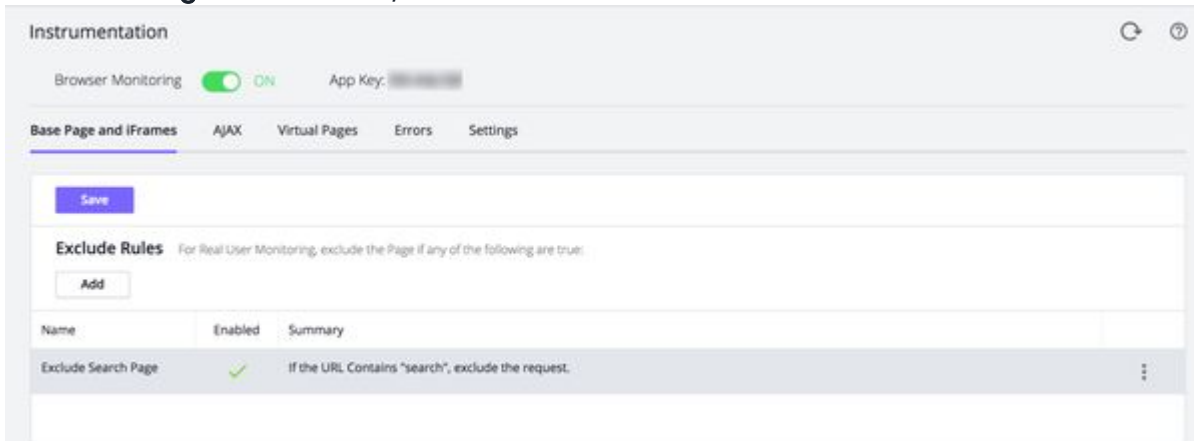 Instrumentation
Browser Monitoring ON App Key:
Base Page and iFrames AJAX Virtual Pages Errors Settings
Save
Exclude Rules For Real User Monitoring, exclude the Page if any of the following are true:
Add
Name Enabled Summary
Exclude Search Page If the URL Contains "search", exclude the request.